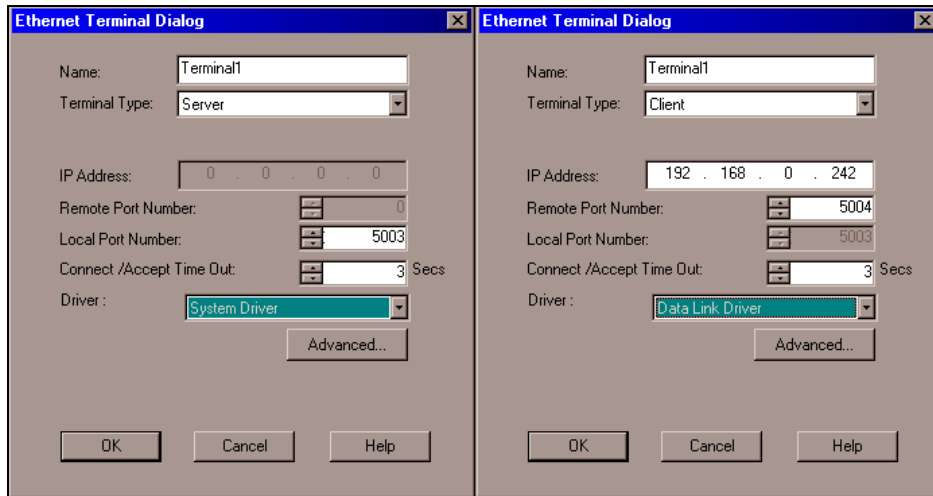 Ethernet Terminal Dialog
Name: Terminal1
Terminal Type: Server
IP Address: 0 . 0 . 0 . 0
Remote Port Number: 0
Local Port Number: 5003
Connect /Accept Time Out: 3 Secs
Driver : System Driver
Advanced...
OK Cancel Help
Ethernet Terminal Dialog
Name: Terminal1
Terminal Type: Client
IP Address: 192 . 168 . 0 . 242
Remote Port Number: 5004
Local Port Number: 5003
Connect /Accept Time Out: 3 Secs
Driver : Data Link Driver
Advanced...
OK Cancel Help